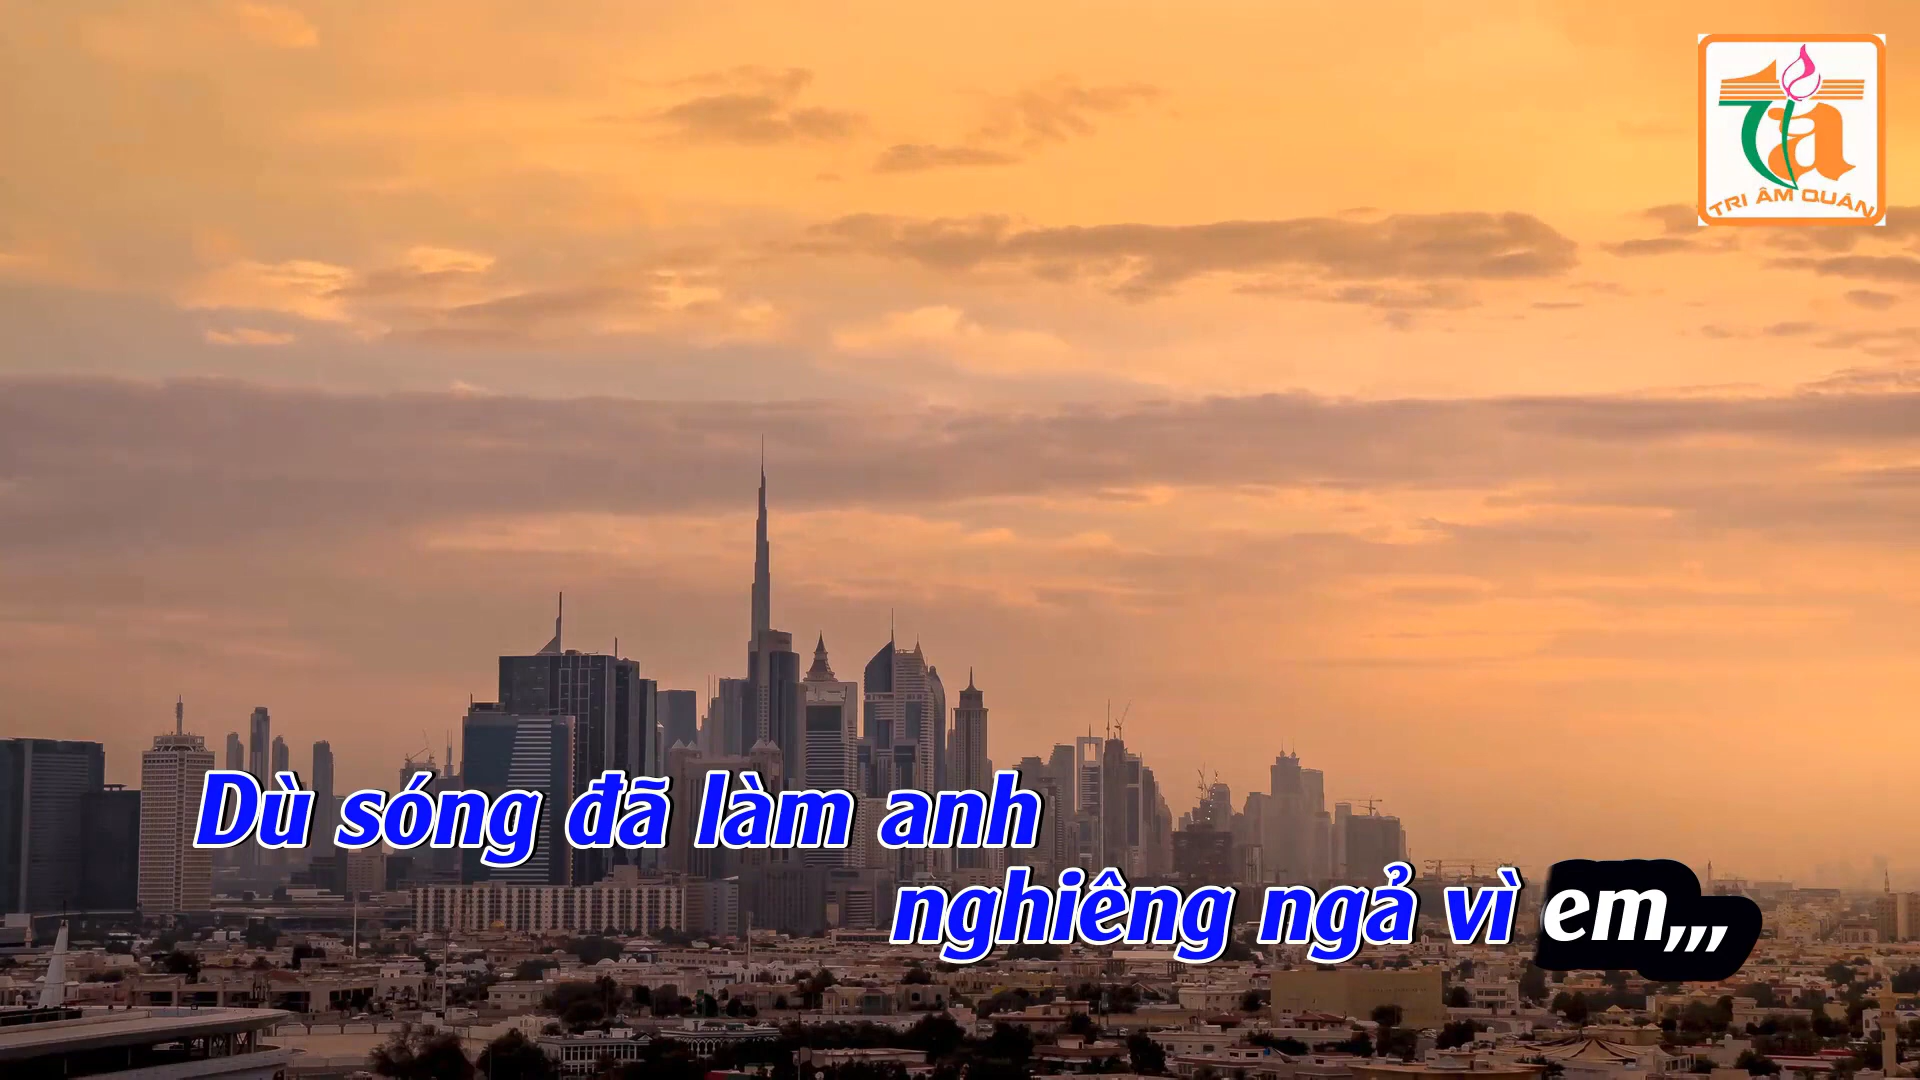 TRI ÂM QUÁN
Dù sóng đã làm anh
nghiêng ngả vì em,,,